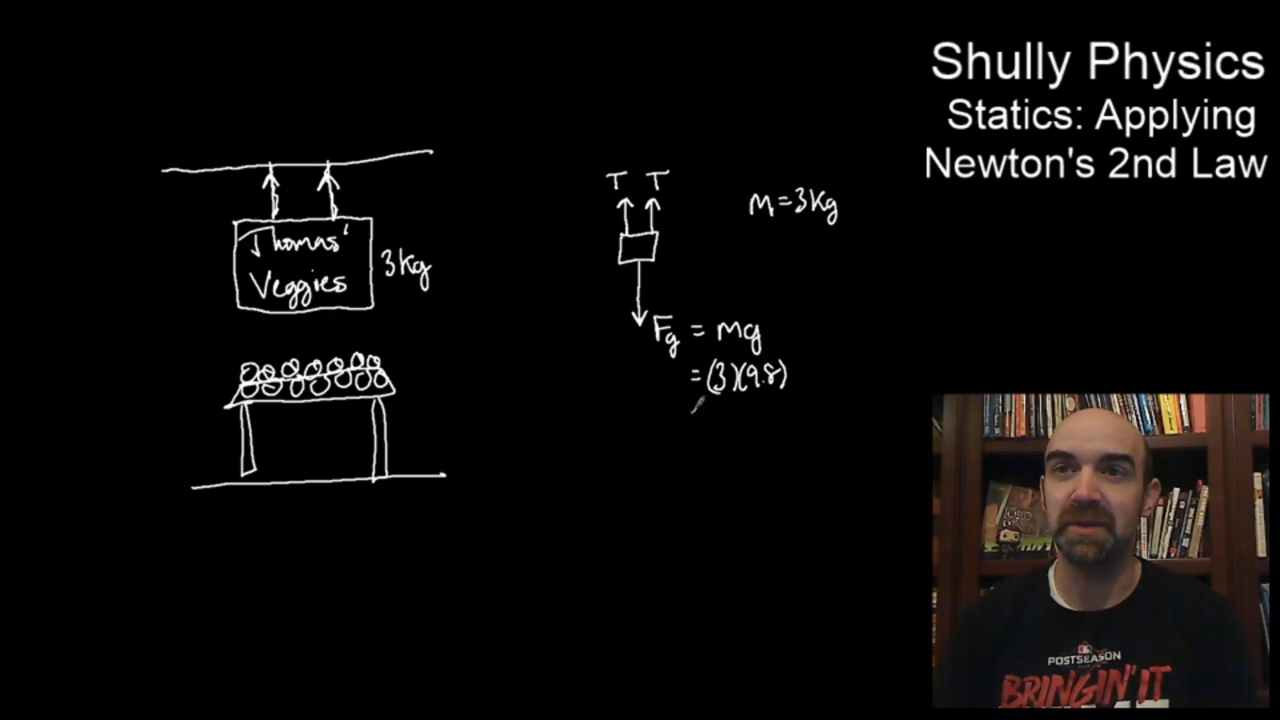 Shully Physics
Statics: Applying
Newton's 2nd Law
Thomas'
Veggies
3kg
T T
M=3kg
Fg = mg
=(3)(9.8)
POSTSEASON
BRINGIN' IT